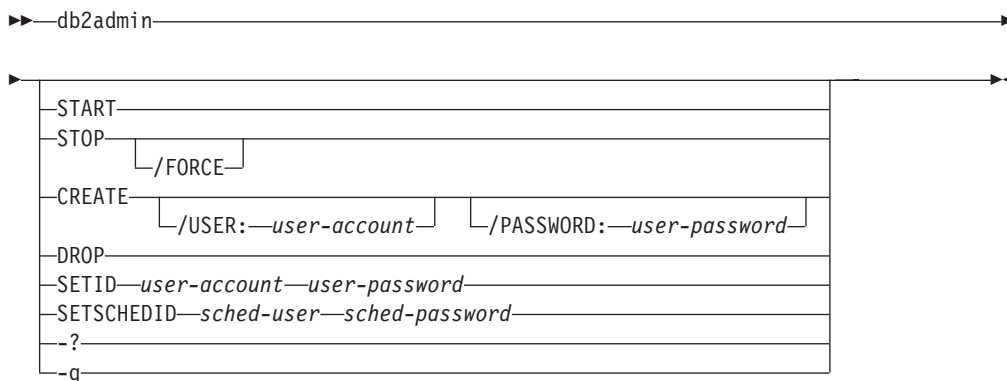 db2admin
START
STOP
/FORCE
CREATE
/USER: user-account /PASSWORD: user-password
DROP
SETID user-account user-password
SETSCHEDID sched-user sched-password
-?
-q